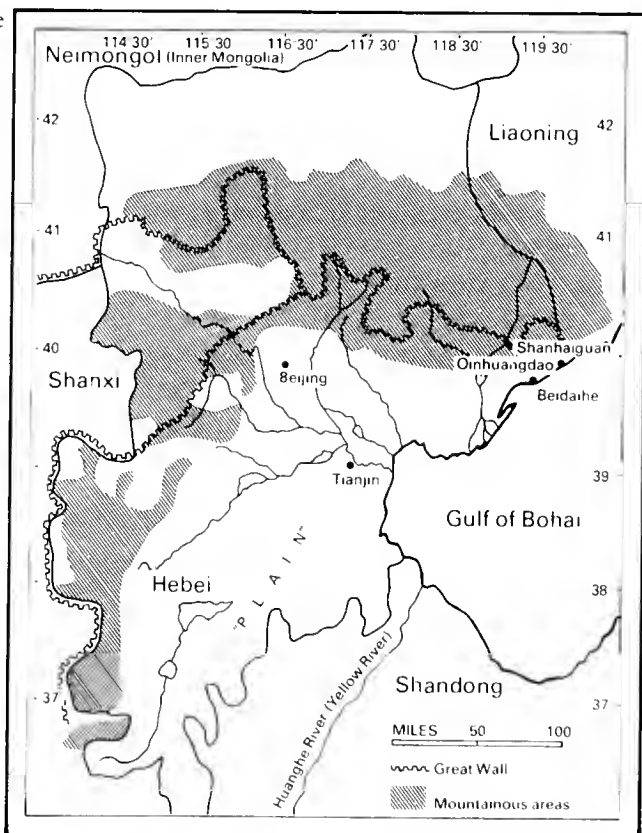 e
114 30' 115 30 116 30' 117 30' 118 30' 119 30'
Neimongol (Inner Mongolia)
42 42
Liaoning
41 41
40 40
Shanhaiguan
Qinhuangdao
Shanxi
Beijing
Beidaihe
39
Tianjin
Gulf of Bohai
Hebei
"PLAIN"
38
37 37
Shandong
Huanghe River (Yellow River)
MILES 50 100
Great Wall
Mountainous areas